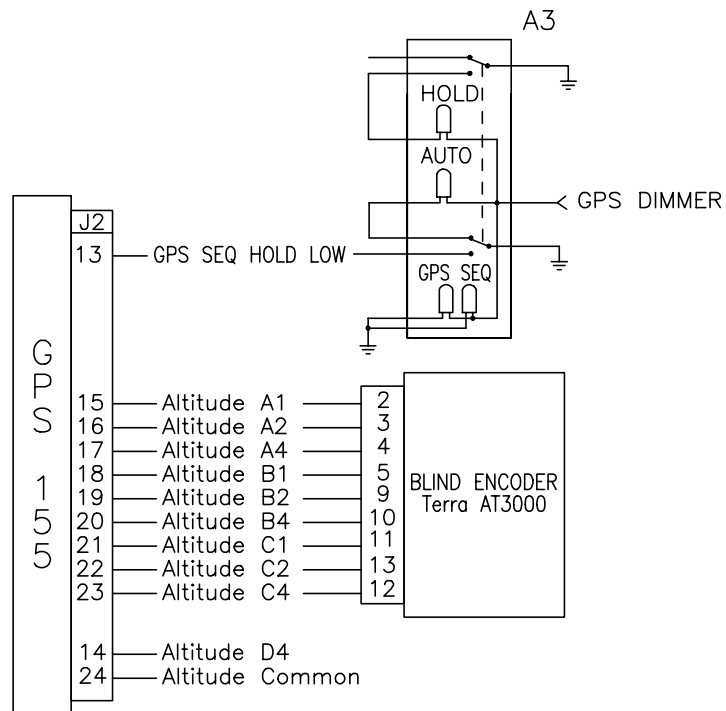 A3
HOLD
AUTO
GPS DIMMER
J2
13 GPS SEQ HOLD LOW
GPS SEQ
GPS 155
15 Altitude A1 2
16 Altitude A2 3
17 Altitude A4 4
18 Altitude B1 5
19 Altitude B2 9
20 Altitude B4 10
21 Altitude C1 11
22 Altitude C2 13
23 Altitude C4 12
BLIND ENCODER
Terra AT3000
14 Altitude D4
24 Altitude Common